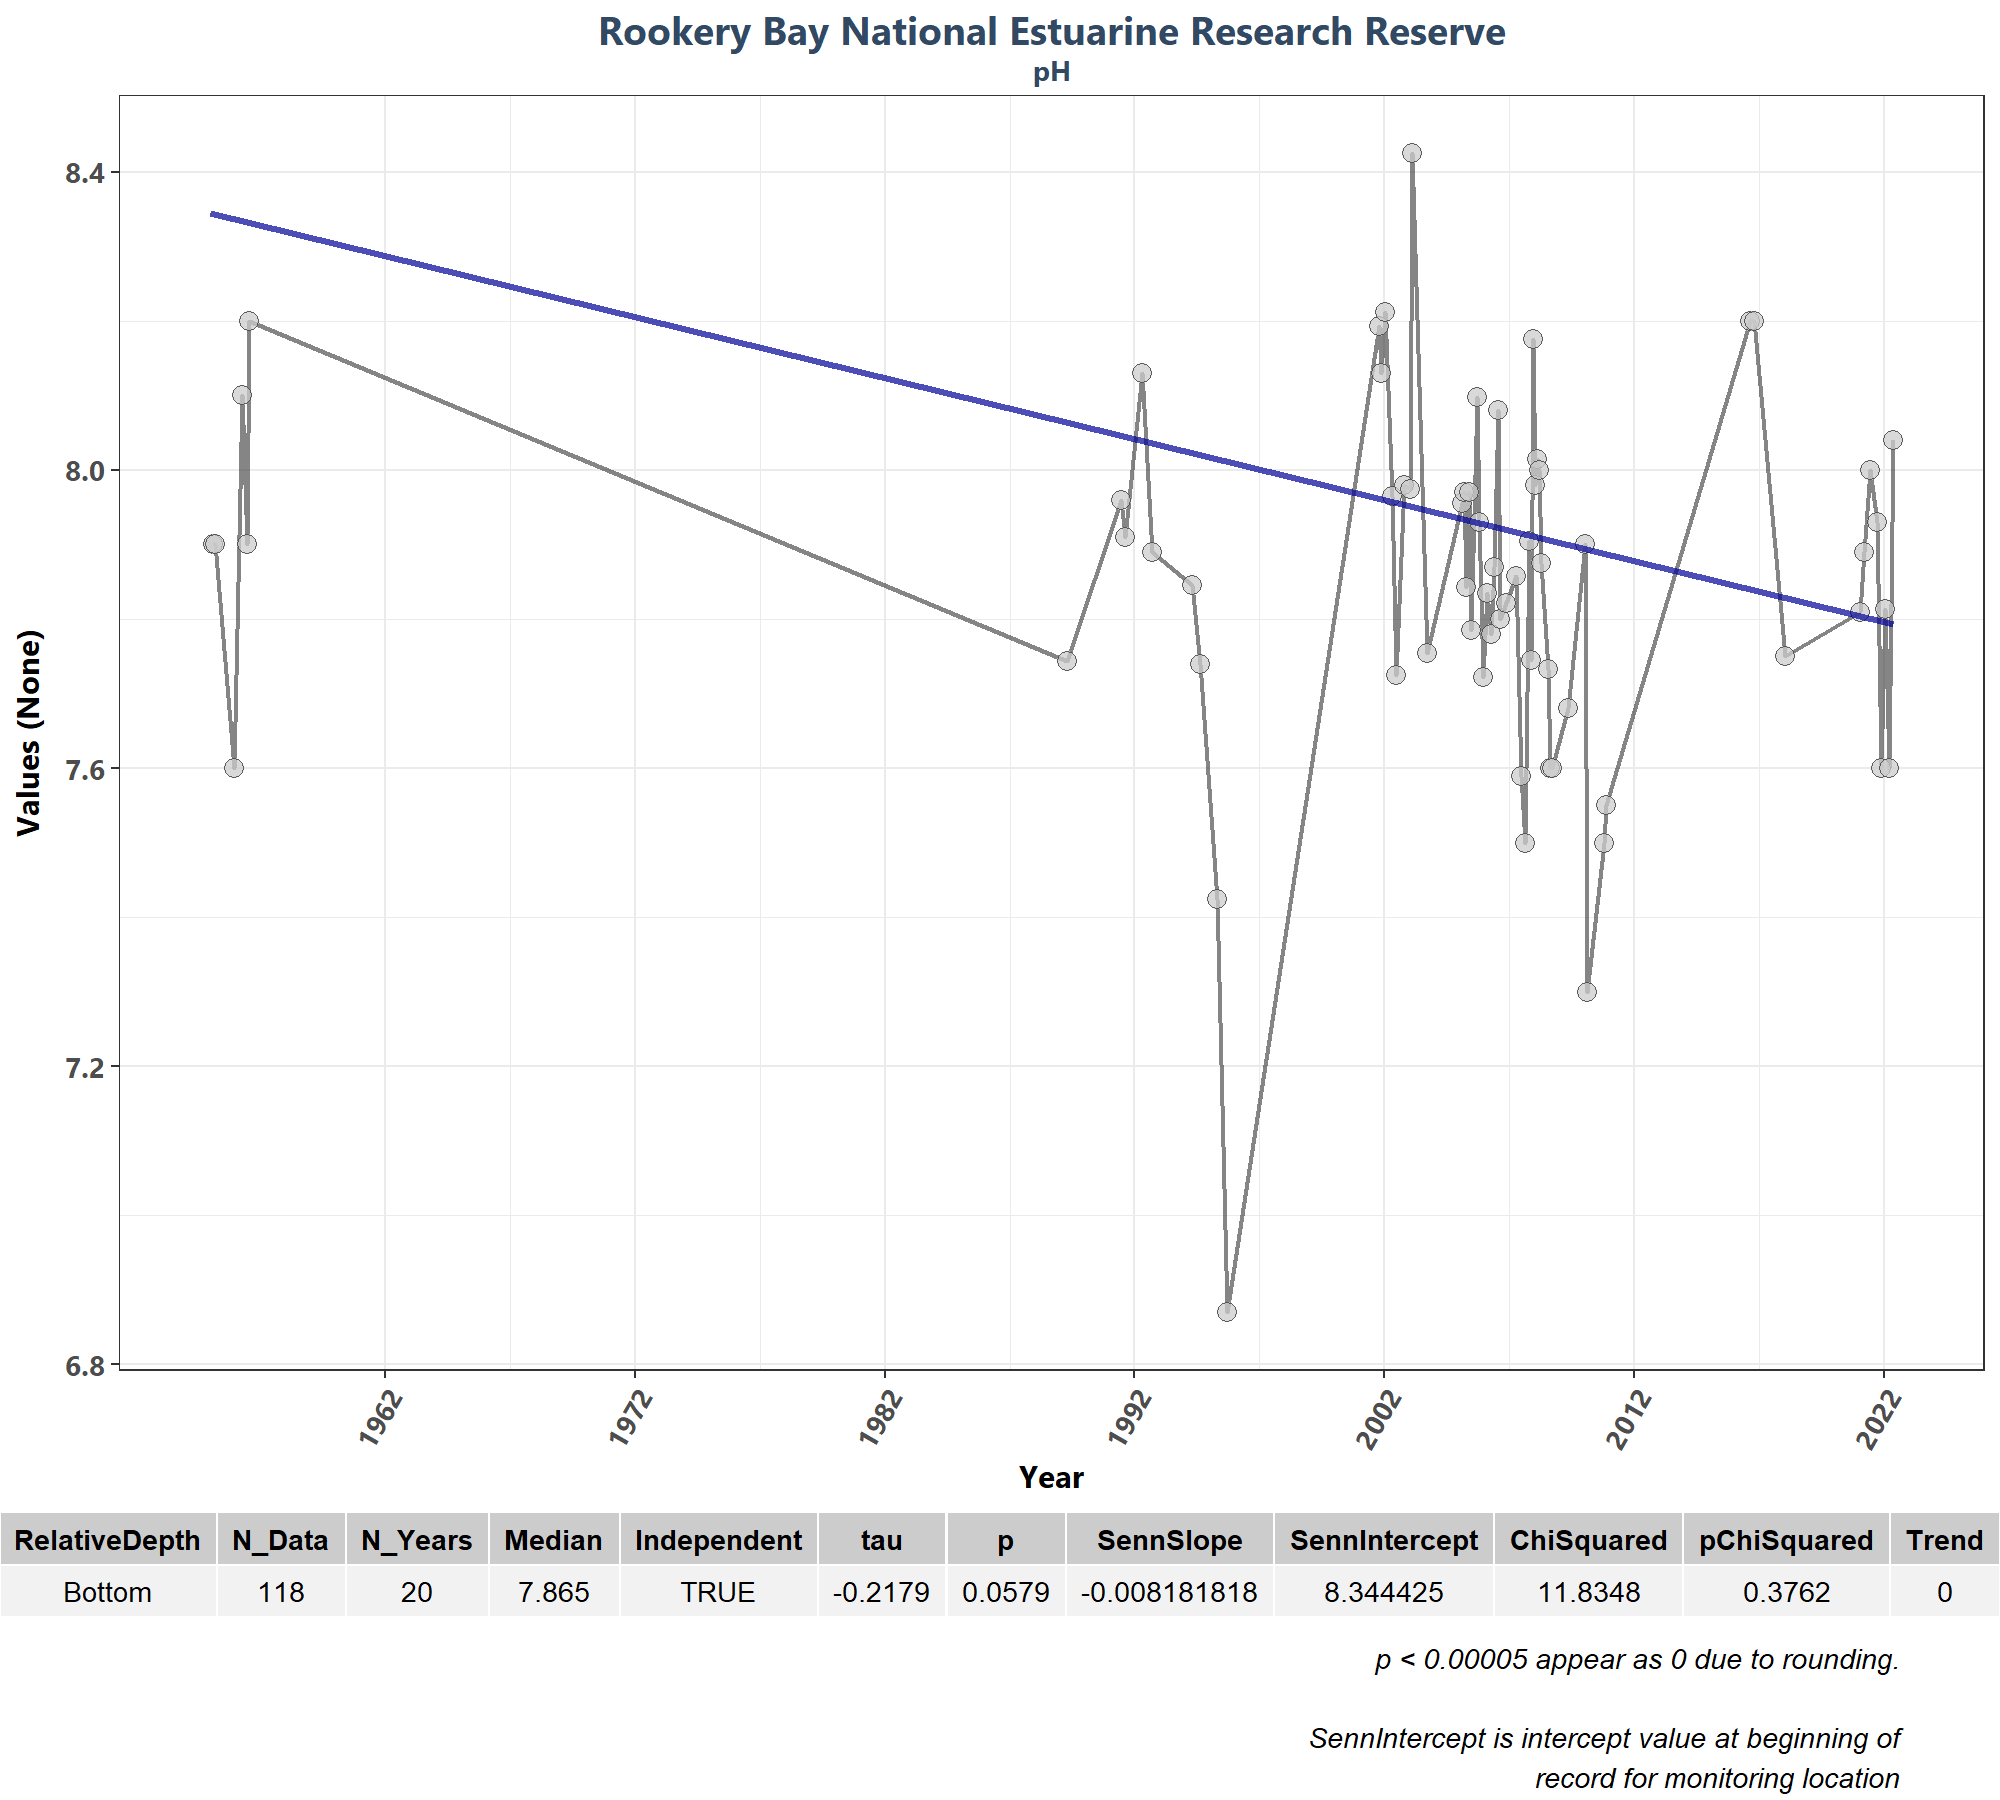 Rookery Bay National Estuarine Research Reserve
pH
8.4
8.0
7.6
7.2
6.8
Values (None)
1962 1972 1982 1992 2002 2012 2022
Year
RelativeDepth N_Data N_Years Median Independent tau p SennSlope SennIntercept ChiSquared pChiSquared Trend
Bottom 118 20 7.865 TRUE -0.2179 0.0579 -0.008181818 8.344425 11.8348 0.3762 0
p < 0.00005 appear as 0 due to rounding.
SennIntercept is intercept value at beginning of
record for monitoring location